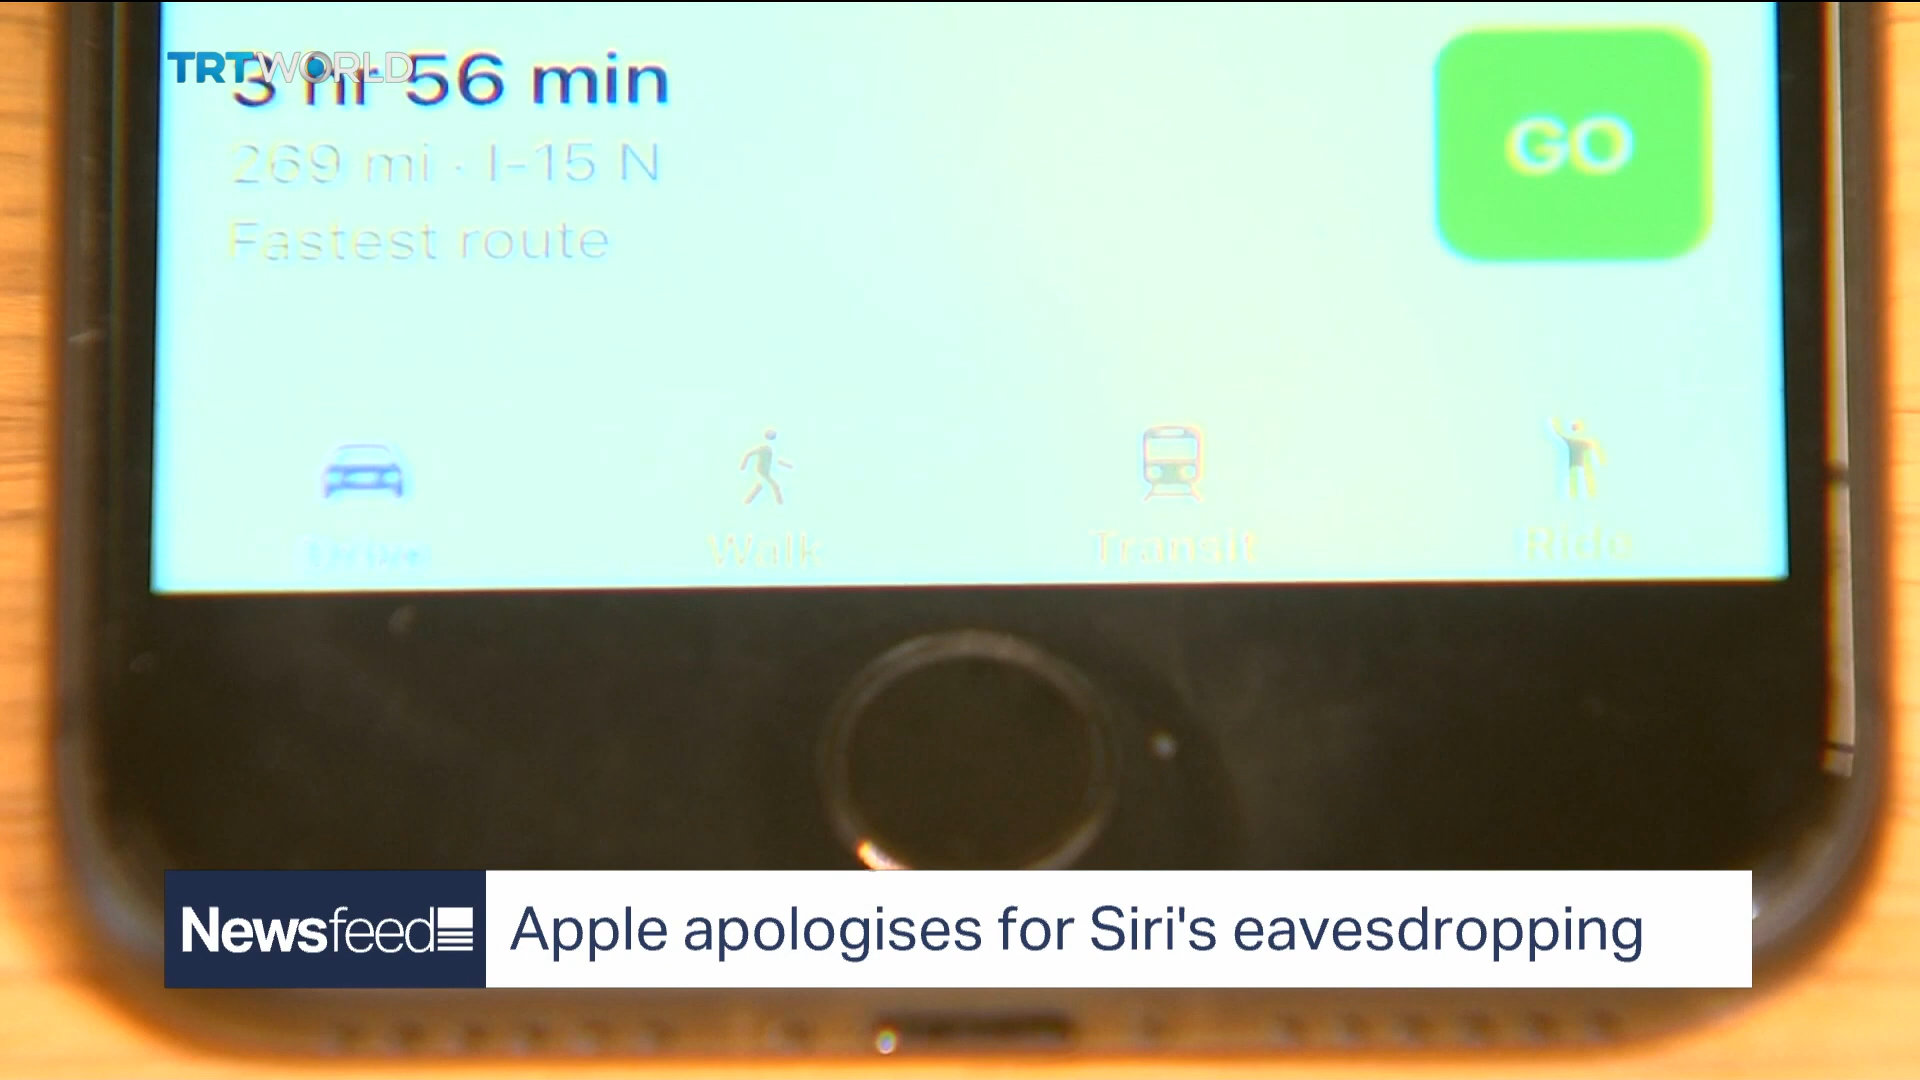 TRT WORLD
3 hr 56 min
269 mi · I-15 N
Fastest route
GO
Drive
Walk
Transit
Ride
Newsfeed
Apple apologises for Siri's eavesdropping